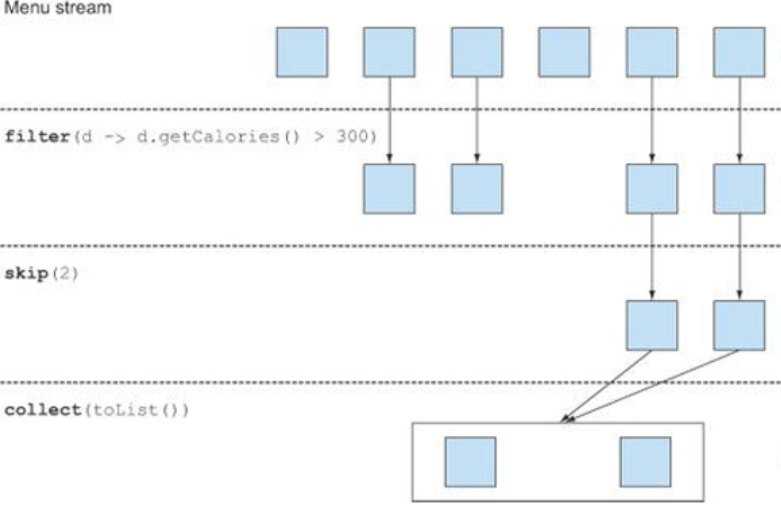 Menu stream
filter(d -> d.getCalories() > 300)
skip(2)
collect(toList())